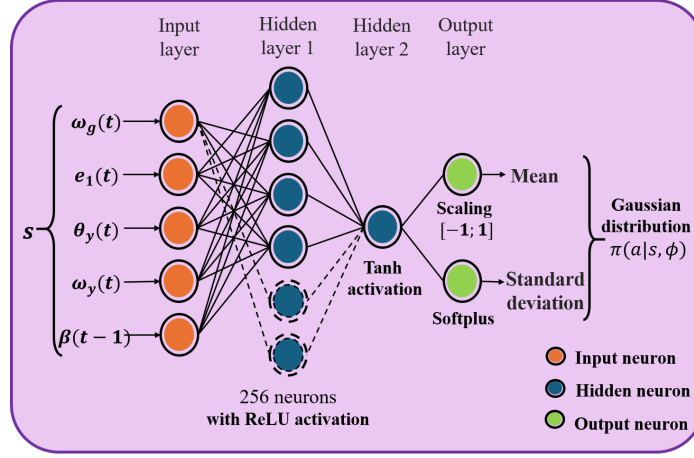 Input
layer
Hidden
layer 1
Hidden
layer 2
Output
layer
s
ω_g(t)
e_1(t)
θ_y(t)
ω_y(t)
β(t − 1)
256 neurons
with ReLU activation
Tanh
activation
Scaling
[−1; 1]
Softplus
Mean
Standard
deviation
Gaussian
distribution
π(a|s, ϕ)
Input neuron
Hidden neuron
Output neuron